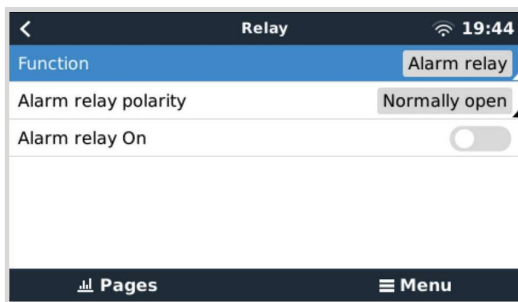 Relay 19:44
Function Alarm relay
Alarm relay polarity Normally open
Alarm relay On
Pages Menu